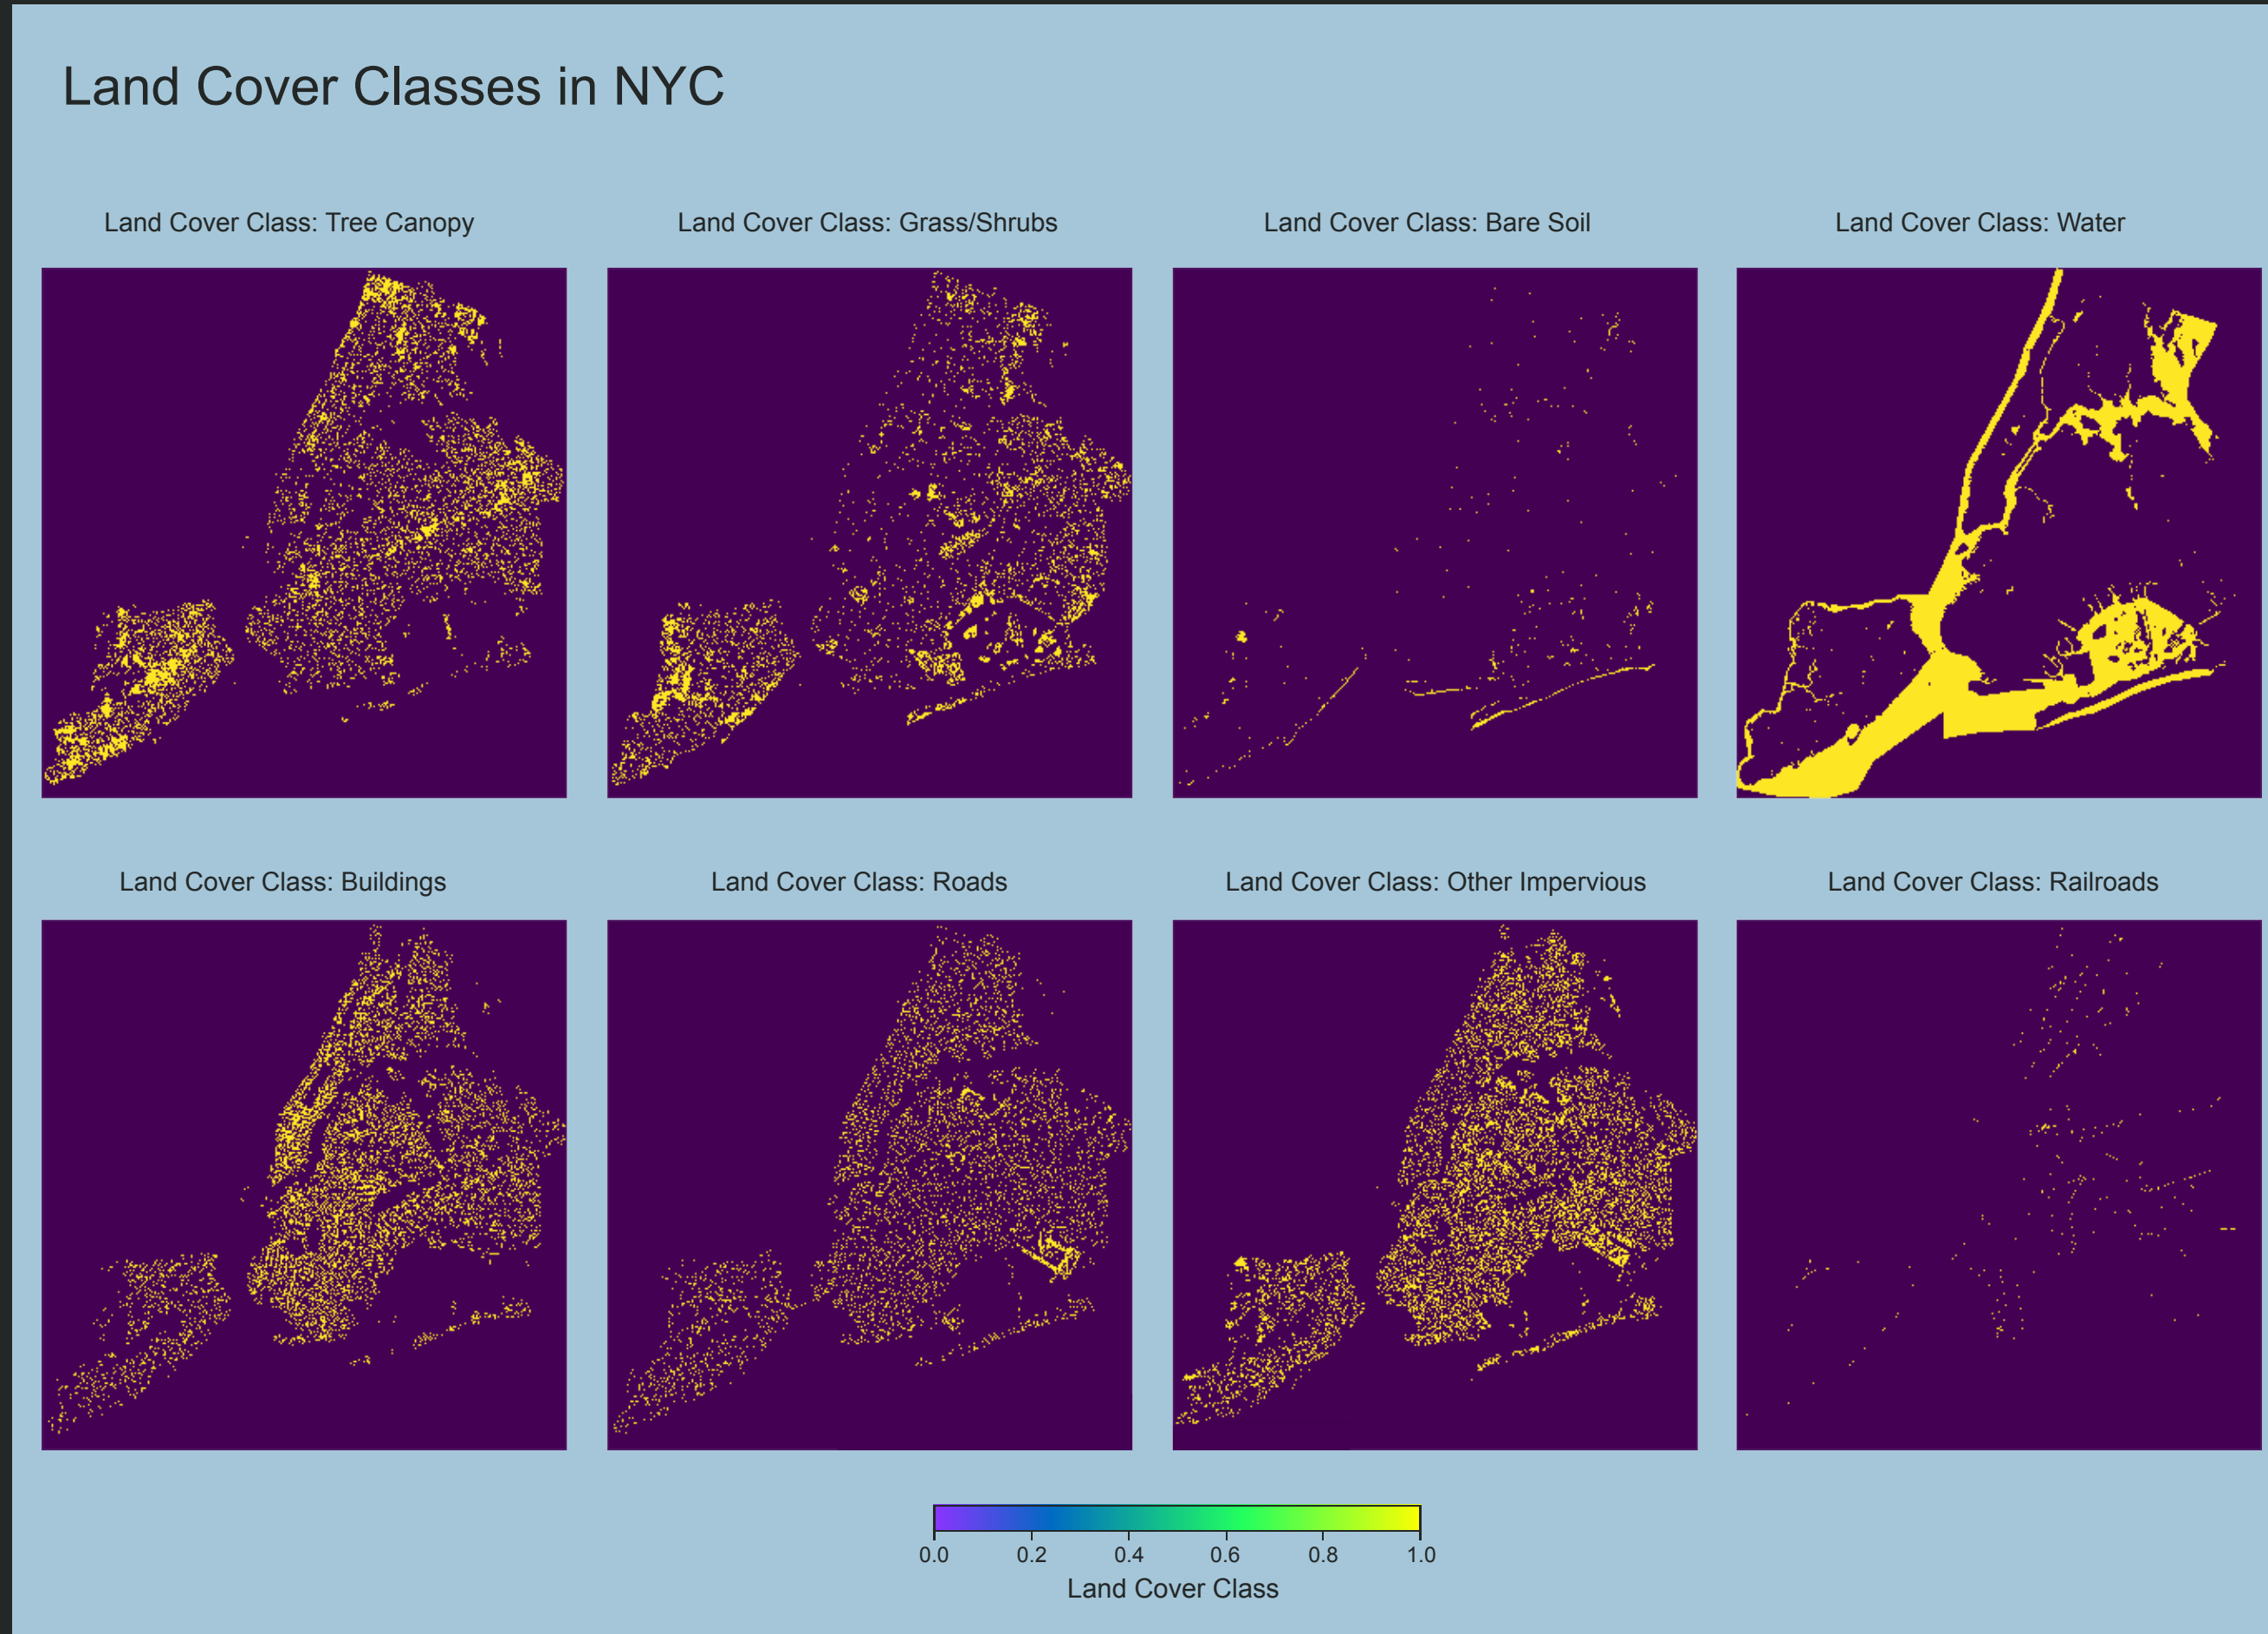 Land Cover Classes in NYC
Land Cover Class: Tree Canopy
Land Cover Class: Grass/Shrubs
Land Cover Class: Bare Soil
Land Cover Class: Water
Land Cover Class: Buildings
Land Cover Class: Roads
Land Cover Class: Other Impervious
Land Cover Class: Railroads
0.0 0.2 0.4 0.6 0.8 1.0
Land Cover Class